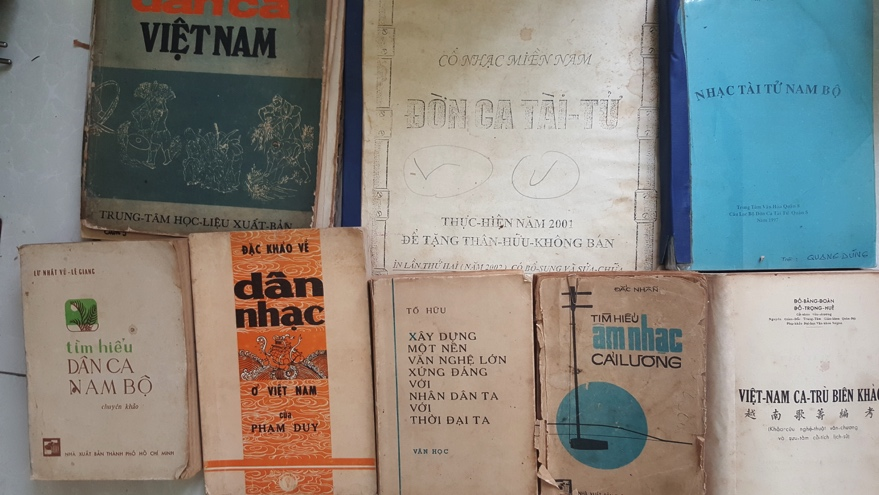 dân ca
VIỆT NAM
TRUNG-TÂM HỌC-LIỆU XUẤT-BẢN
CỔ NHẠC MIỀN NAM
ĐỜN CA TÀI-TỬ
THỰC-HIỆN NĂM 2001
ĐỂ TẶNG THÂN-HỮU-KHÔNG BÁN
IN LẦN THỨ HAI ( NĂM 2002 ) CÓ BỔ-SUNG VÀ SỬA-CHỮA
NHẠC TÀI TỬ NAM BỘ
QUANG DŨNG
LƯ NHẤT VŨ - LÊ GIANG
tìm hiểu
DÂN CA
NAM BỘ
chuyên khảo
NHÀ XUẤT BẢN THÀNH PHỐ HỒ CHÍ MINH
ĐẶC KHẢO VỀ
dân
nhạc
Ở VIỆT NAM
của
PHẠM DUY
TỐ HỮU
XÂY DỰNG
MỘT NỀN
VĂN NGHỆ LỚN
XỨNG ĐÁNG
VỚI
NHÂN DÂN TA
VỚI
THỜI ĐẠI TA
VĂN HỌC
ĐẮC NHẪN
TÌM HIỂU
âm nhạc
CẢI LƯƠNG
ĐỖ-BẰNG-ĐOÀN
ĐỖ-TRỌNG-HUỀ
VIỆT-NAM CA-TRÙ BIÊN KHẢO
越 南 歌 籌 編 考
(Khảo-cứu nghệ-thuật văn-chương
và sưu-tầm cổ-tích lịch-sử)